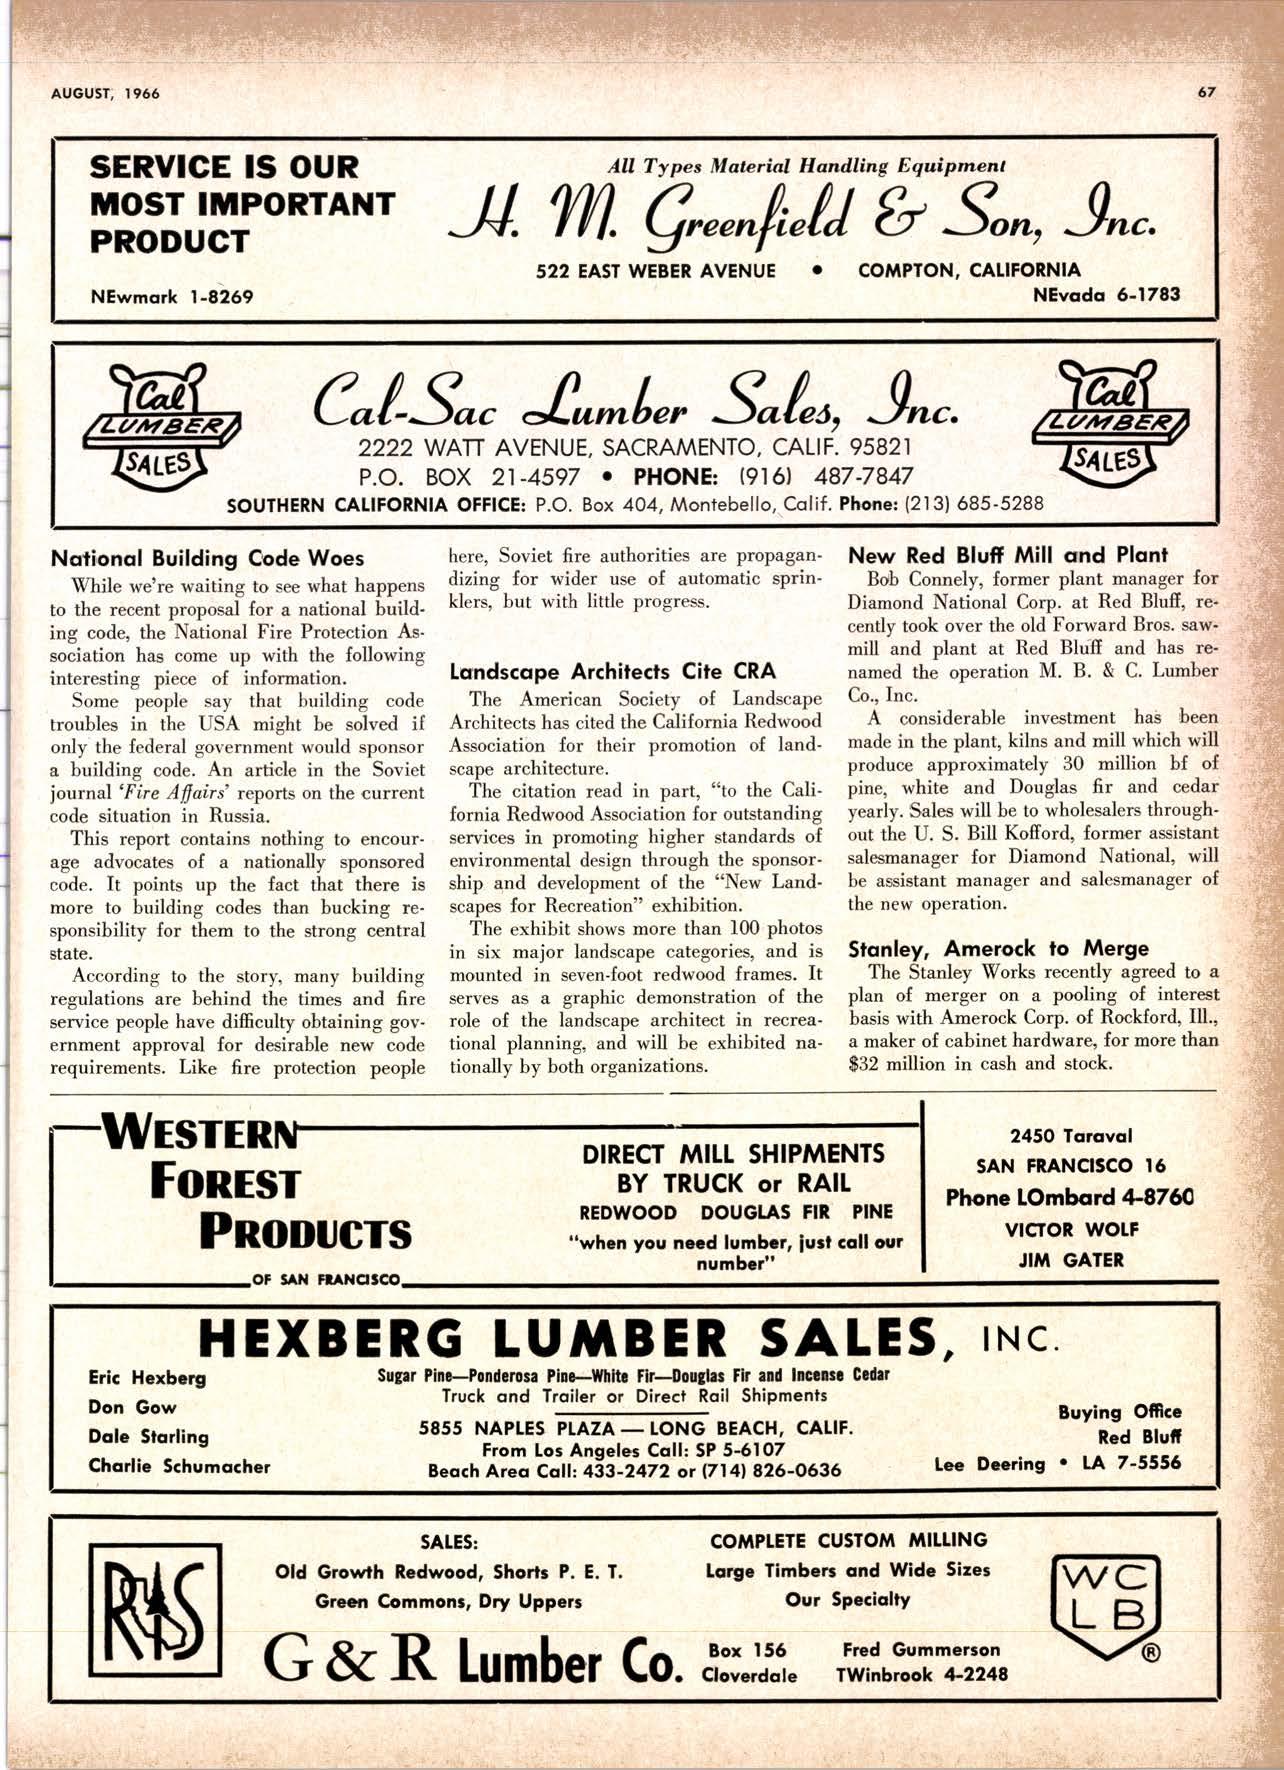 AUGUST, 1966
67
SERVICE IS OUR
MOST IMPORTANT
PRODUCT
NEwmark 1-8269
All Types Material Handling Equipment
H. M. Greenfield & Son, Inc.
522 EAST WEBER AVENUE • COMPTON, CALIFORNIA
NEvada 6-1783
Cal
LUMBER
SALES
Cal-Sac Lumber Sales, Inc.
2222 WATT AVENUE, SACRAMENTO, CALIF. 95821
P.O. BOX 21-4597 • PHONE: (916) 487-7847
SOUTHERN CALIFORNIA OFFICE: P.O. Box 404, Montebello, Calif. Phone: (213) 685-5288
Cal
LUMBER
SALES
National Building Code Woes
While we're waiting to see what happens
to the recent proposal for a national build-
ing code, the National Fire Protection As-
sociation has come up with the following
interesting piece of information.
Some people say that building code
troubles in the USA might be solved if
only the federal government would sponsor
a building code. An article in the Soviet
journal 'Fire Affairs' reports on the current
code situation in Russia.
This report contains nothing to encour-
age advocates of a nationally sponsored
code. It points up the fact that there is
more to building codes than bucking re-
sponsibility for them to the strong central
state.
According to the story, many building
regulations are behind the times and fire
service people have difficulty obtaining gov-
ernment approval for desirable new code
requirements. Like fire protection people
here, Soviet fire authorities are propagan-
dizing for wider use of automatic sprin-
klers, but with little progress.
Landscape Architects Cite CRA
The American Society of Landscape
Architects has cited the California Redwood
Association for their promotion of land-
scape architecture.
The citation read in part, "to the Cali-
fornia Redwood Association for outstanding
services in promoting higher standards of
environmental design through the sponsor-
ship and development of the "New Land-
scapes for Recreation" exhibition.
The exhibit shows more than 100 photos
in six major landscape categories, and is
mounted in seven-foot redwood frames. It
serves as a graphic demonstration of the
role of the landscape architect in recrea-
tional planning, and will be exhibited na-
tionally by both organizations.
New Red Bluff Mill and Plant
Bob Connely, former plant manager for
Diamond National Corp. at Red Bluff, re-
cently took over the old Forward Bros. saw-
mill and plant at Red Bluff and has re-
named the operation M. B. & C. Lumber
Co., Inc.
A considerable investment has been
made in the plant, kilns and mill which will
produce approximately 30 million bf of
pine, white and Douglas fir and cedar
yearly. Sales will be to wholesalers through-
out the U. S. Bill Kofford, former assistant
salesmanager for Diamond National, will
be assistant manager and salesmanager of
the new operation.
Stanley, Amerock to Merge
The Stanley Works recently agreed to a
plan of merger on a pooling of interest
basis with Amerock Corp. of Rockford, Ill.,
a maker of cabinet hardware, for more than
$32 million in cash and stock.
WESTERN
FOREST
PRODUCTS
OF SAN FRANCISCO
DIRECT MILL SHIPMENTS
BY TRUCK or RAIL
REDWOOD DOUGLAS FIR PINE
"when you need lumber, just call our
number"
2450 Taraval
SAN FRANCISCO 16
Phone LOmbard 4-8760
VICTOR WOLF
JIM GATER
HEXBERG LUMBER SALES, INC.
Eric Hexberg
Don Gow
Dale Starling
Charlie Schumacher
Sugar Pine—Ponderosa Pine—White Fir—Douglas Fir and Incense Cedar
Truck and Trailer or Direct Rail Shipments
5855 NAPLES PLAZA — LONG BEACH, CALIF.
From Los Angeles Call: SP 5-6107
Beach Area Call: 433-2472 or (714) 826-0636
Buying Office
Red Bluff
Lee Deering • LA 7-5556
RIS
SALES:
Old Growth Redwood, Shorts P. E. T.
Green Commons, Dry Uppers
COMPLETE CUSTOM MILLING
Large Timbers and Wide Sizes
Our Specialty
G & R Lumber Co.
Box 156
Cloverdale
Fred Gummerson
TWinbrook 4-2248
WC
LB
®